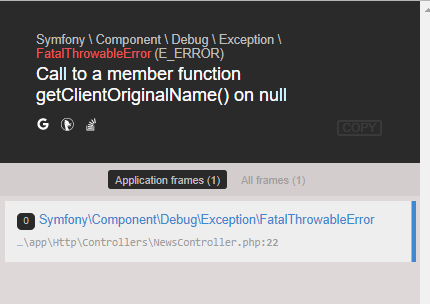 Symfony \ Component \ Debug \ Exception \
FatalThrowableError (E_ERROR)
Call to a member function
getClientOriginalName() on null
COPY
Application frames (1) All frames (1)
0 Symfony\Component\Debug\Exception\FatalThrowableError
…\app\Http\Controllers\NewsController.php:22